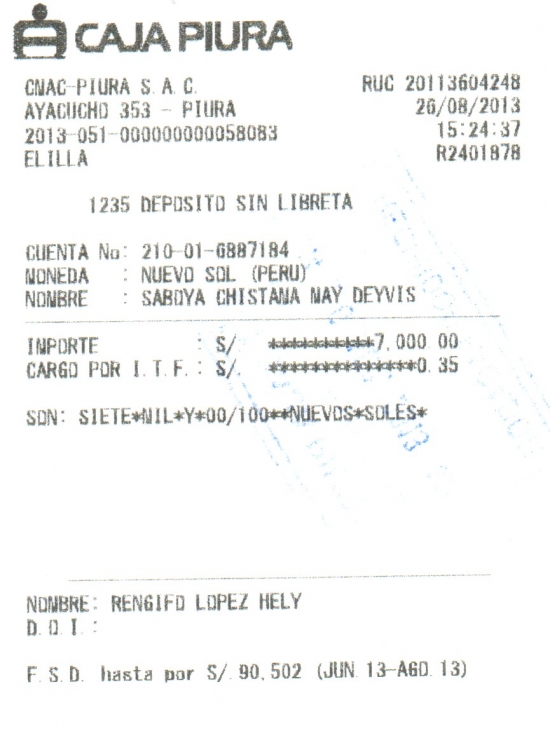 CAJA PIURA
CMAC-PIURA S.A.C. RUC 20113604248
AYACUCHO 353 - PIURA 26/08/2013
2013-051-000000000058083 15:24:37
ELILLA R2401878
1235 DEPOSITO SIN LIBRETA
CUENTA No: 210-01-6887184
MONEDA : NUEVO SOL (PERU)
NOMBRE : SABOYA CHISTAMA MAY DEYVIS
IMPORTE : S/ **********7,000.00
CARGO POR I.T.F.: S/. **************0.35
SON: SIETE*MIL*Y*00/100**NUEVOS*SOLES*
NOMBRE: RENGIFO LOPEZ HELY
D.O.I.:
F.S.D. hasta por S/.90,502 (JUN.13-AGO.13)